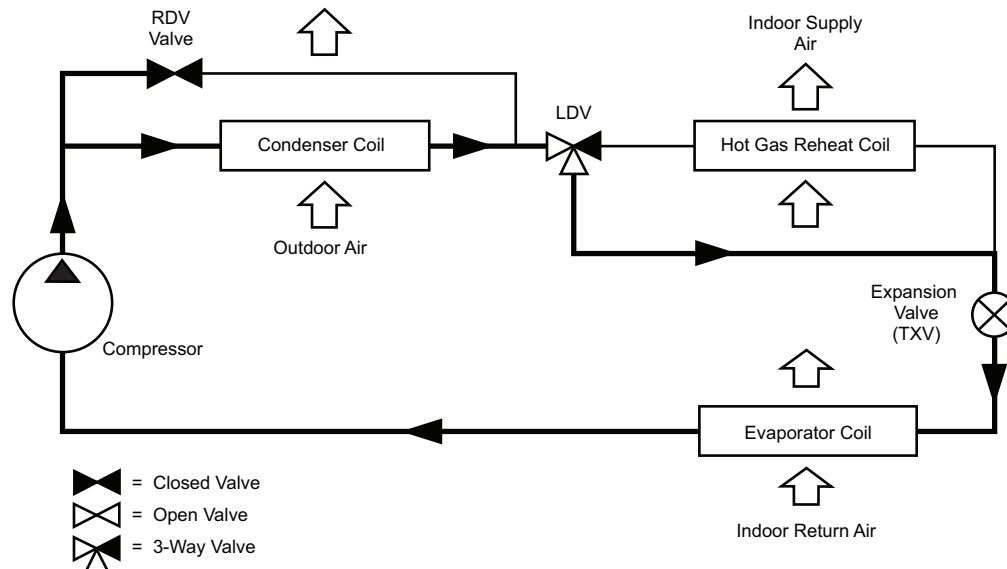 RDV
Valve
Indoor Supply
Air
LDV
Condenser Coil
Hot Gas Reheat Coil
Outdoor Air
Expansion
Valve
(TXV)
Compressor
Evaporator Coil
= Closed Valve
= Open Valve
Indoor Return Air
= 3-Way Valve